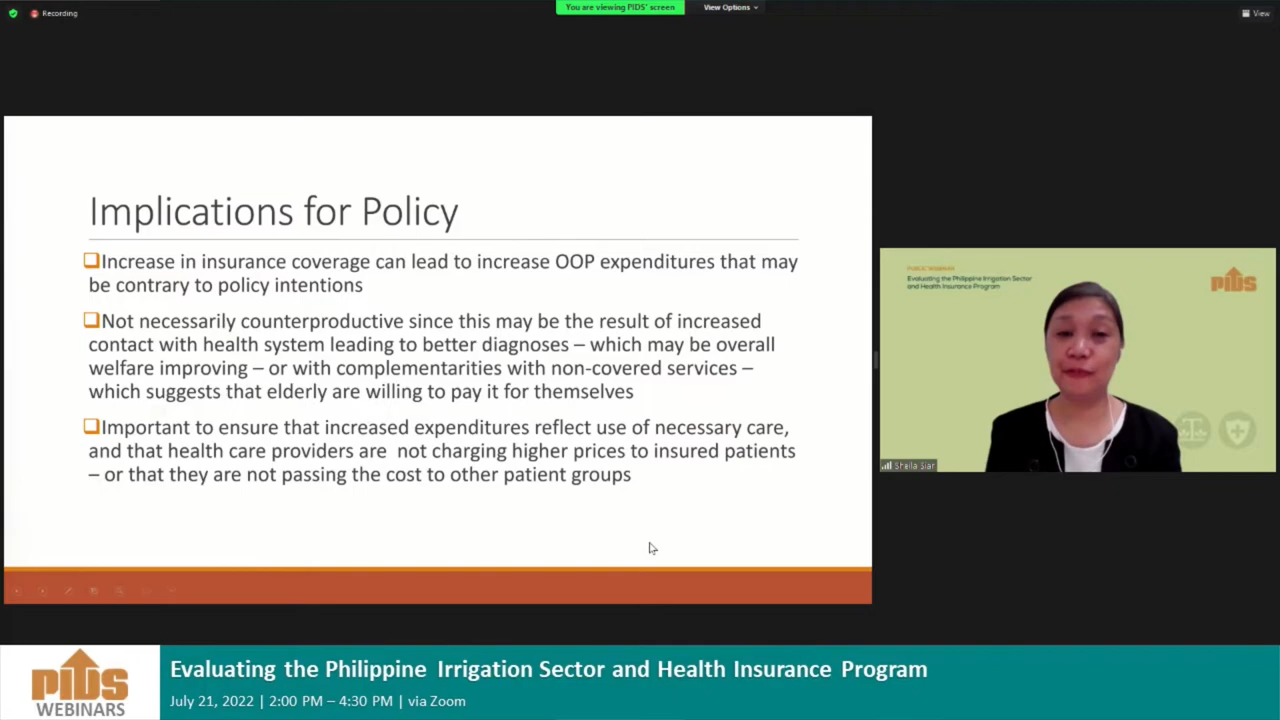 Recording
You are viewing PIDS' screen
View Options
View
Implications for Policy
Increase in insurance coverage can lead to increase OOP expenditures that may
be contrary to policy intentions
Not necessarily counterproductive since this may be the result of increased
contact with health system leading to better diagnoses – which may be overall
welfare improving – or with complementarities with non-covered services –
which suggests that elderly are willing to pay it for themselves
Important to ensure that increased expenditures reflect use of necessary care,
and that health care providers are not charging higher prices to insured patients
– or that they are not passing the cost to other patient groups
PUBLIC WEBINAR
Evaluating the Philippine Irrigation Sector
and Health Insurance Program
PIDS
Sheila Siar
PIDS
WEBINARS
Evaluating the Philippine Irrigation Sector and Health Insurance Program
July 21, 2022 | 2:00 PM – 4:30 PM | via Zoom